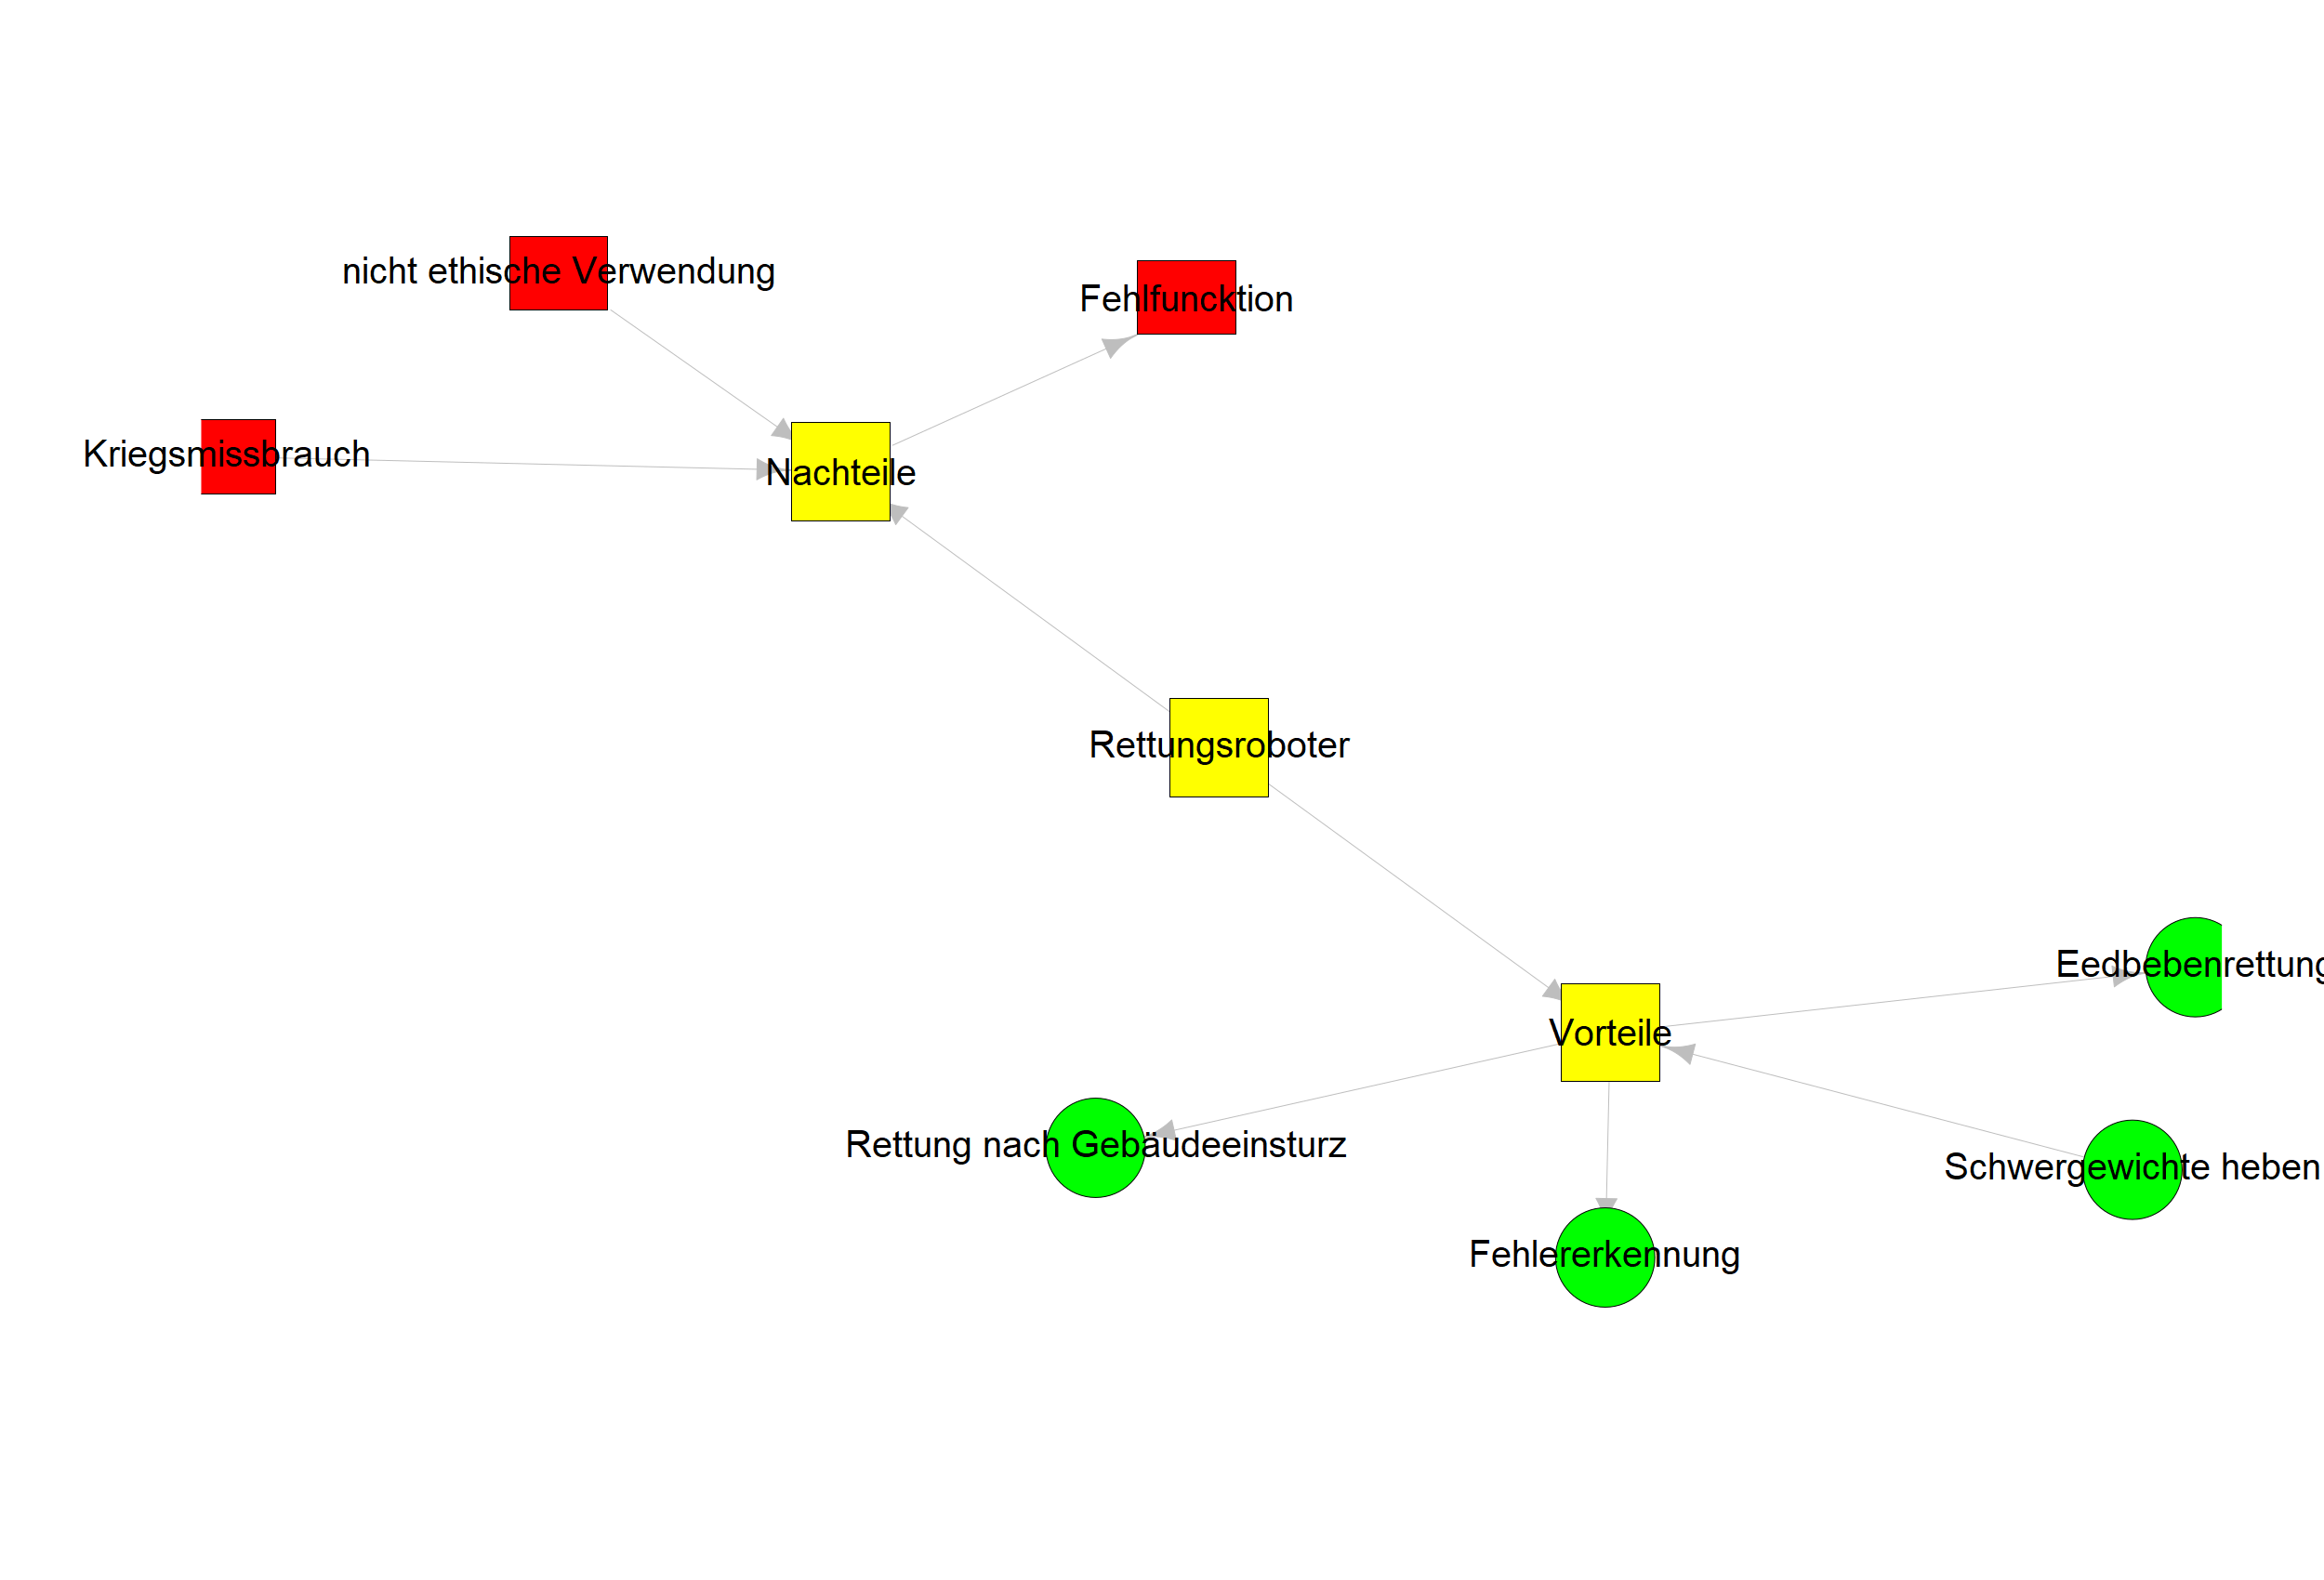 nicht ethische Verwendung
Fehlfuncktion
Kriegsmissbrauch
Nachteile
Rettungsroboter
Eedbebenrettung
Vorteile
Rettung nach Gebäudeeinsturz
Schwergewichte heben
Fehlererkennung